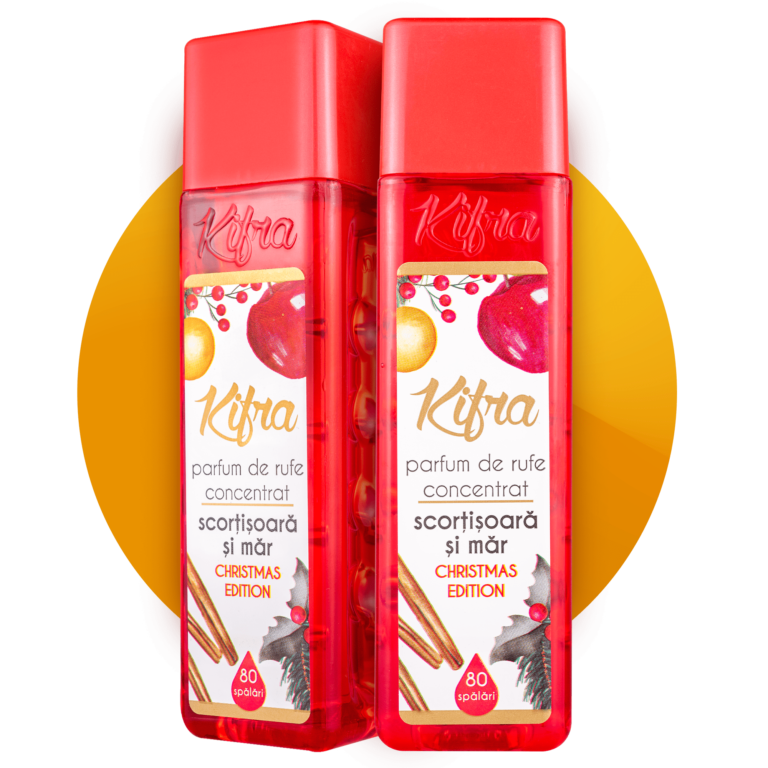 Kifra
Kifra
parfum de rufe
concentrat
scorțișoară
și măr
CHRISTMAS
EDITION
80
spălări
Kifra
Kifra
parfum de rufe
concentrat
scorțișoară
și măr
CHRISTMAS
EDITION
80
spălări